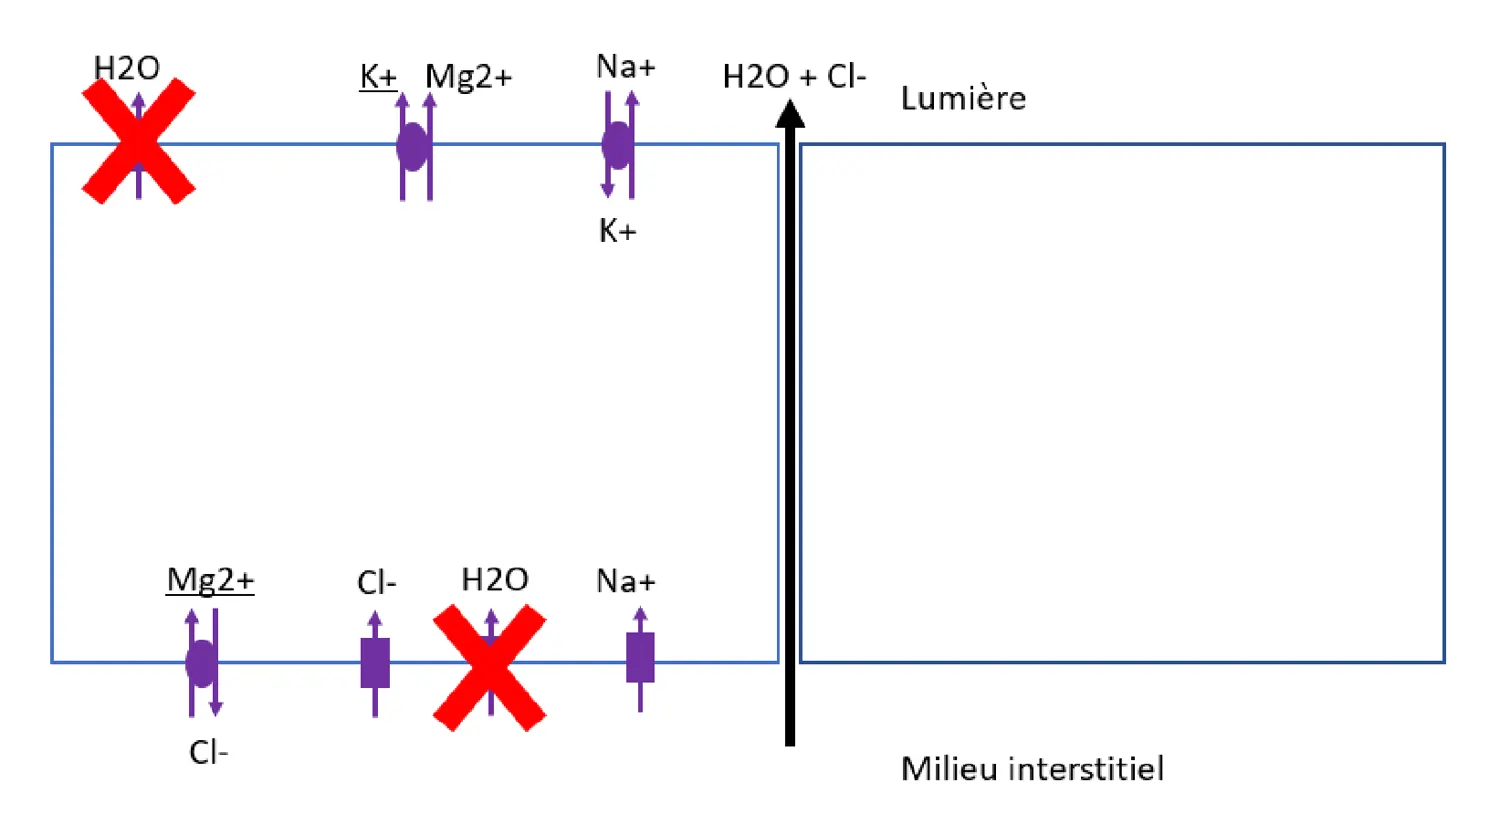 H2O
K+ Mg2+
Na+
H2O + Cl-
Lumière
K+
Mg2+
Cl-
H2O
Na+
Cl-
Milieu interstitiel